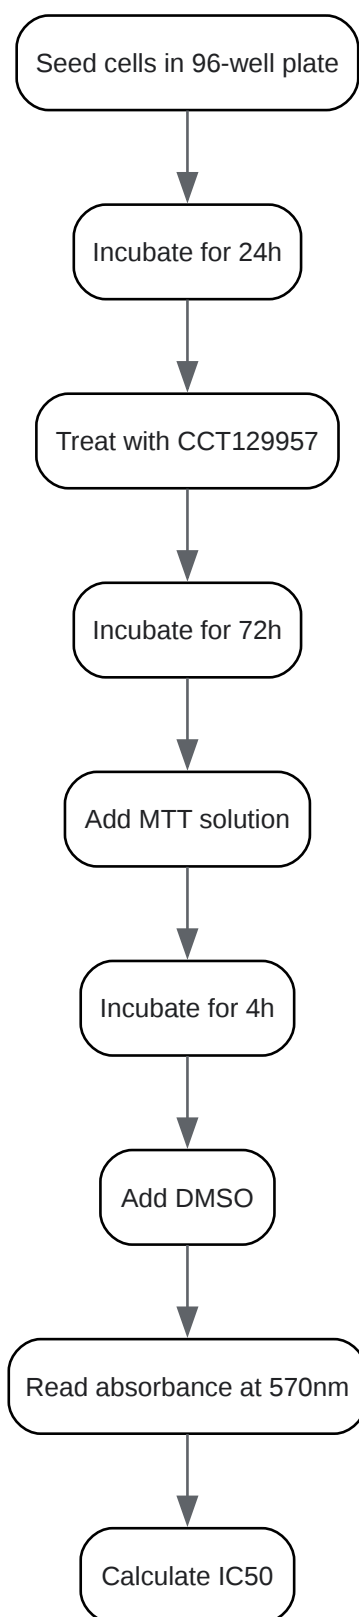 Seed cells in 96-well plate
Incubate for 24h
Treat with CCT129957
Incubate for 72h
Add MTT solution
Incubate for 4h
Add DMSO
Read absorbance at 570nm
Calculate IC50